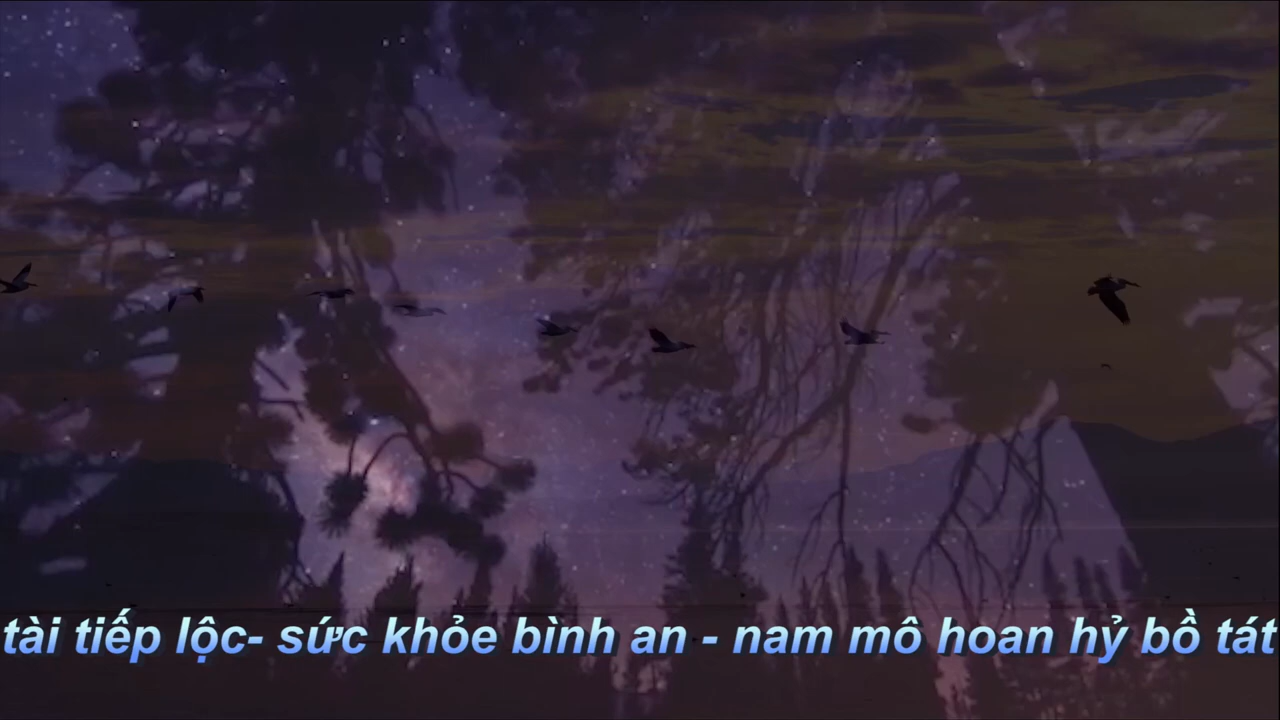 tài tiếp lộc- sức khỏe bình an - nam mô hoan hỷ bồ tát